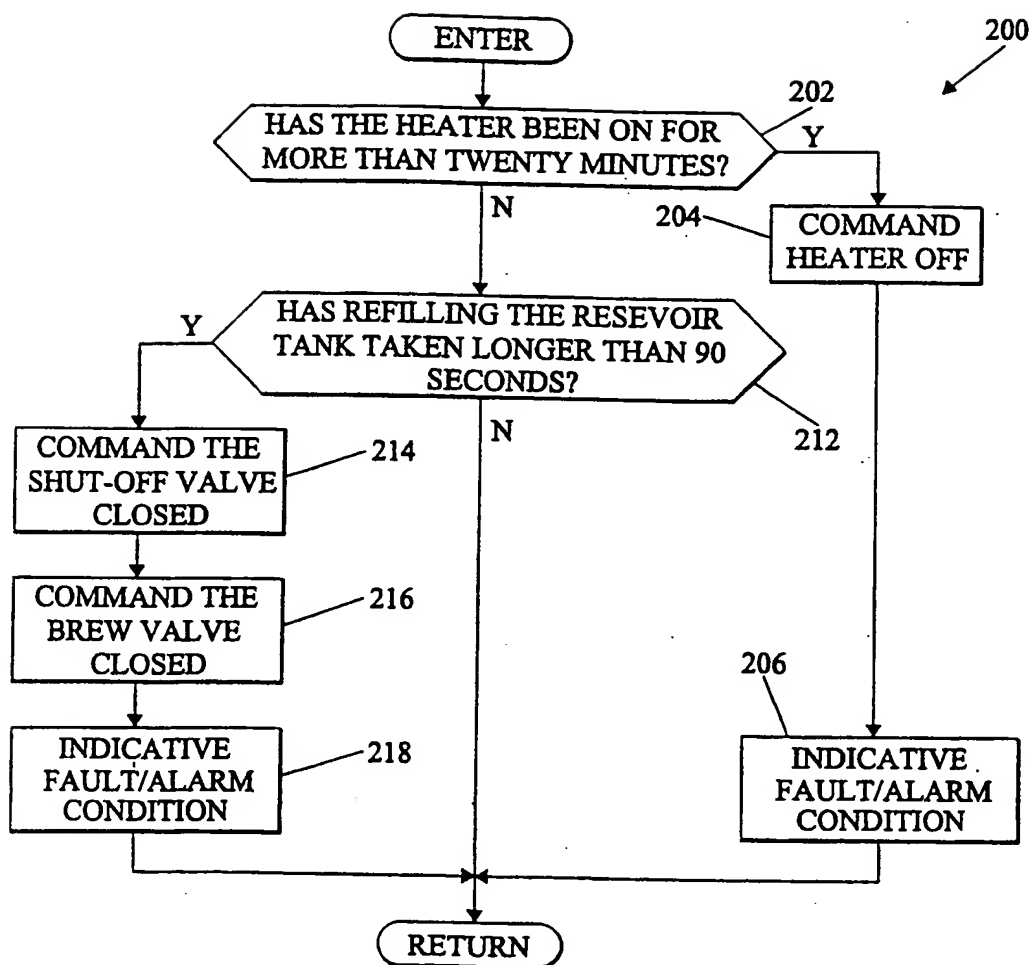 ENTER
200
202
HAS THE HEATER BEEN ON FOR
MORE THAN TWENTY MINUTES?
Y
N
204
COMMAND
HEATER OFF
HAS REFILLING THE RESEVOIR
TANK TAKEN LONGER THAN 90
SECONDS?
Y
N
212
COMMAND THE
SHUT-OFF VALVE
CLOSED
214
COMMAND THE
BREW VALVE
CLOSED
216
206
INDICATIVE
FAULT/ALARM
CONDITION
218
INDICATIVE
FAULT/ALARM
CONDITION
RETURN